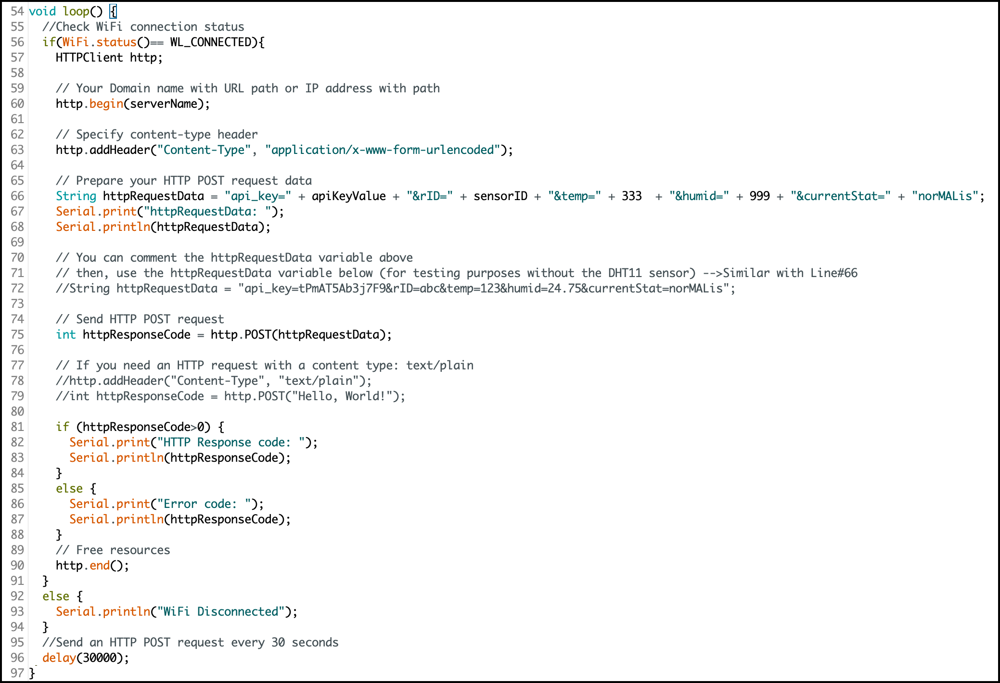 54 void loop() {
55   //Check WiFi connection status
56   if(WiFi.status()== WL_CONNECTED){
57     HTTPClient http;
58
59     // Your Domain name with URL path or IP address with path
60     http.begin(serverName);
61
62     // Specify content-type header
63     http.addHeader("Content-Type", "application/x-www-form-urlencoded");
64
65     // Prepare your HTTP POST request data
66     String httpRequestData = "api_key=" + apiKeyValue + "&rID=" + sensorID + "&temp=" + 333  + "&humid=" + 999 + "&currentStat=" + "norMALis";
67     Serial.print("httpRequestData: ");
68     Serial.println(httpRequestData);
69
70     // You can comment the httpRequestData variable above
71     // then, use the httpRequestData variable below (for testing purposes without the DHT11 sensor) -->Similar with Line#66
72     //String httpRequestData = "api_key=tPmAT5Ab3j7F9&rID=abc&temp=123&humid=24.75&currentStat=norMALis";
73
74     // Send HTTP POST request
75     int httpResponseCode = http.POST(httpRequestData);
76
77     // If you need an HTTP request with a content type: text/plain
78     //http.addHeader("Content-Type", "text/plain");
79     //int httpResponseCode = http.POST("Hello, World!");
80
81     if (httpResponseCode>0) {
82       Serial.print("HTTP Response code: ");
83       Serial.println(httpResponseCode);
84     }
85     else {
86       Serial.print("Error code: ");
87       Serial.println(httpResponseCode);
88     }
89     // Free resources
90     http.end();
91   }
92   else {
93     Serial.println("WiFi Disconnected");
94   }
95   //Send an HTTP POST request every 30 seconds
96   delay(30000);
97 }